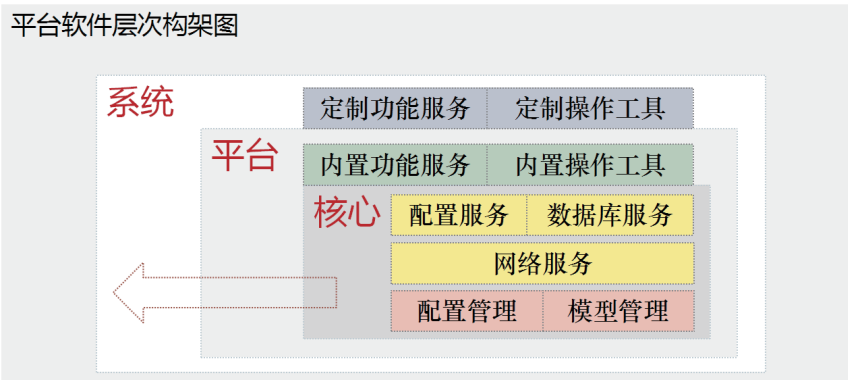 平台软件层次构架图
系统
定制功能服务 定制操作工具
平台
内置功能服务 内置操作工具
核心
配置服务 数据库服务
网络服务
配置管理 模型管理